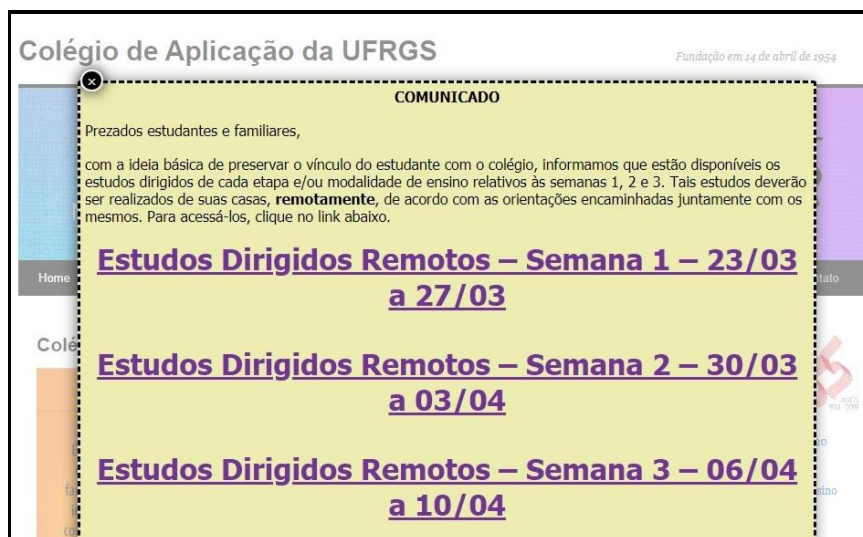 Colégio de Aplicação da UFRGS
Fundação em 14 de abril de 1954
COMUNICADO
Prezados estudantes e familiares,
com a ideia básica de preservar o vínculo do estudante com o colégio, informamos que estão disponíveis os
estudos dirigidos de cada etapa e/ou modalidade de ensino relativos às semanas 1, 2 e 3. Tais estudos deverão
ser realizados de suas casas, remotamente, de acordo com as orientações encaminhadas juntamente com os
mesmos. Para acessá-los, clique no link abaixo.
Estudos Dirigidos Remotos – Semana 1 – 23/03
a 27/03
Home
Estudos Dirigidos Remotos – Semana 2 – 30/03
a 03/04
Estudos Dirigidos Remotos – Semana 3 – 06/04
a 10/04